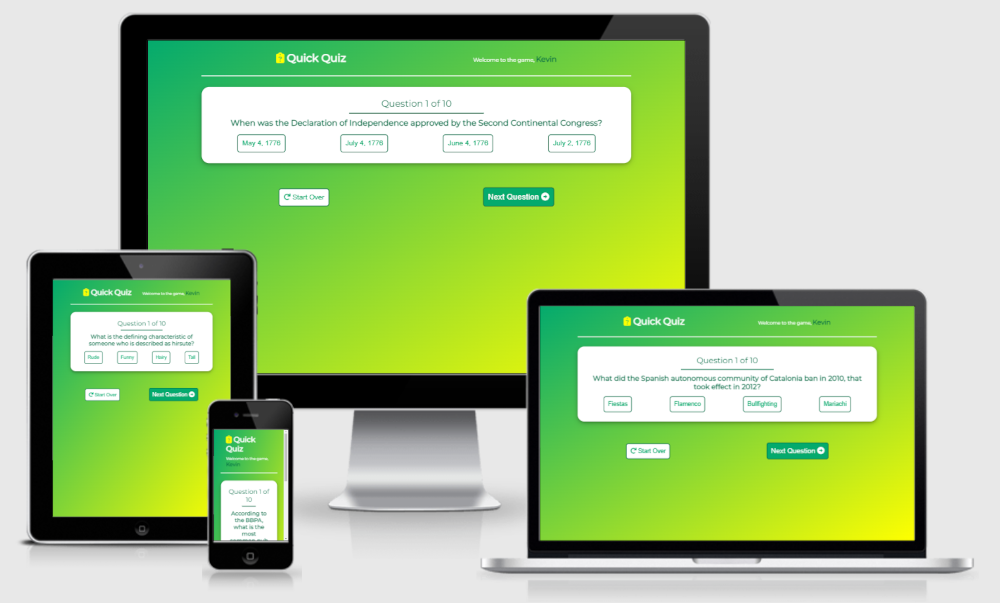 Quick Quiz
Welcome to the game, Kevin
Question 1 of 10
When was the Declaration of Independence approved by the Second Continental Congress?
May 4, 1776
July 4, 1776
June 4, 1776
July 2, 1776
Start Over
Next Question
Quick Quiz
Welcome to the game, Kevin
Question 1 of 10
What is the defining characteristic of
someone who is described as hirsute?
Rude
Funny
Hairy
Tall
Start Over
Next Question
Quick
Quiz
Welcome to the game,
Kevin
Question 1 of
10
According to
the BBPA,
what is the
most
Quick Quiz
Welcome to the game, Kevin
Question 1 of 10
What did the Spanish autonomous community of Catalonia ban in 2010, that
took effect in 2012?
Fiestas
Flamenco
Bullfighting
Mariachi
Start Over
Next Question